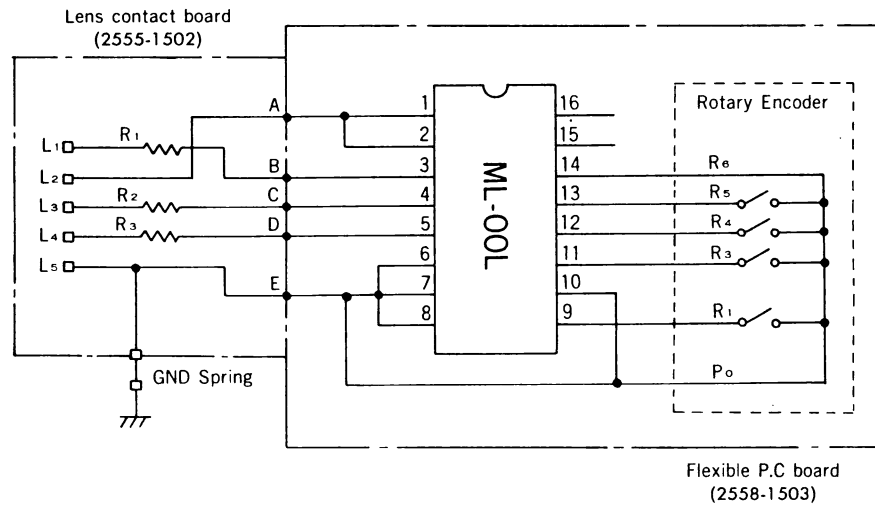 Lens contact board
(2555-1502)
A
1
16
Rotary Encoder
2
15
L1
R1
B
3
14
R6
L2
C
4
13
R5
L3
R2
D
5
12
R4
L4
R3
6
11
R3
L5
E
7
10
8
9
R1
ML-00L
GND Spring
Po
Flexible P.C board
(2558-1503)